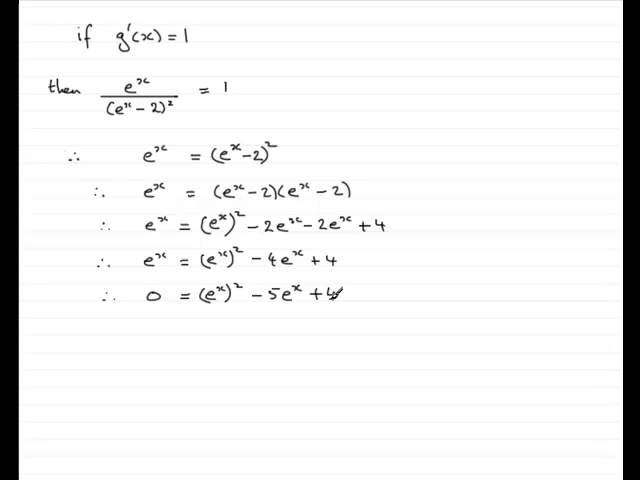 if g'(x) = 1
then e^x / (e^x − 2)² = 1
∴ e^x = (e^x − 2)²
∴ e^x = (e^x − 2)(e^x − 2)
∴ e^x = (e^x)² − 2e^x − 2e^x + 4
∴ e^x = (e^x)² − 4e^x + 4
∴ 0 = (e^x)² − 5e^x + 4